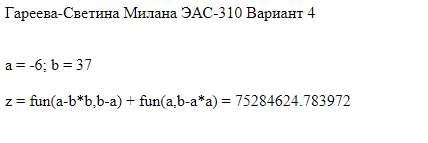 Гареева-Светина Милана ЭАС-310 Вариант 4
a = -6; b = 37
z = fun(a-b*b,b-a) + fun(a,b-a*a) = 75284624.783972